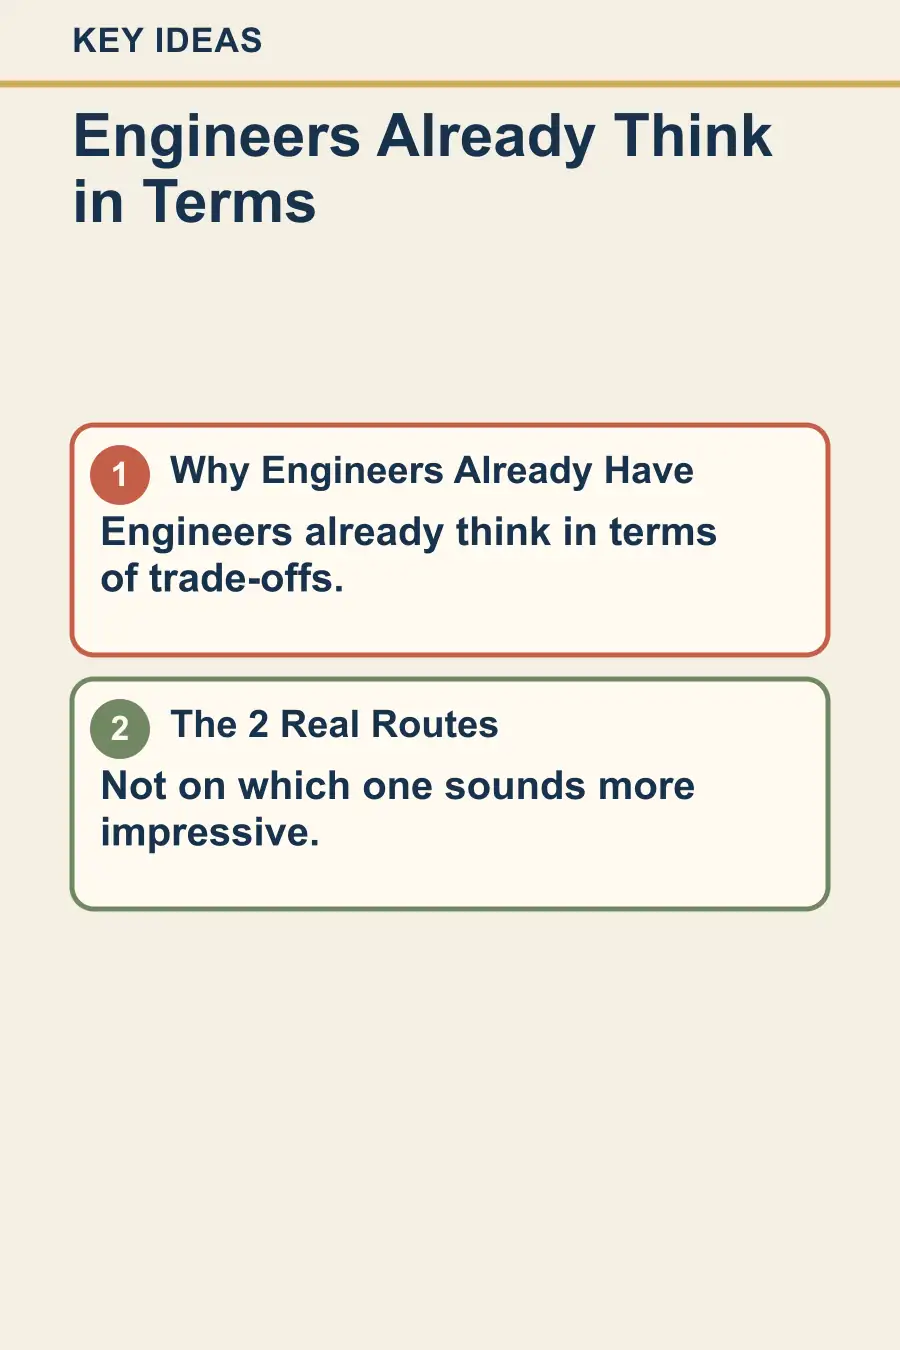 KEY IDEAS
Engineers Already Think
in Terms
1 Why Engineers Already Have
Engineers already think in terms
of trade-offs.
2 The 2 Real Routes
Not on which one sounds more
impressive.